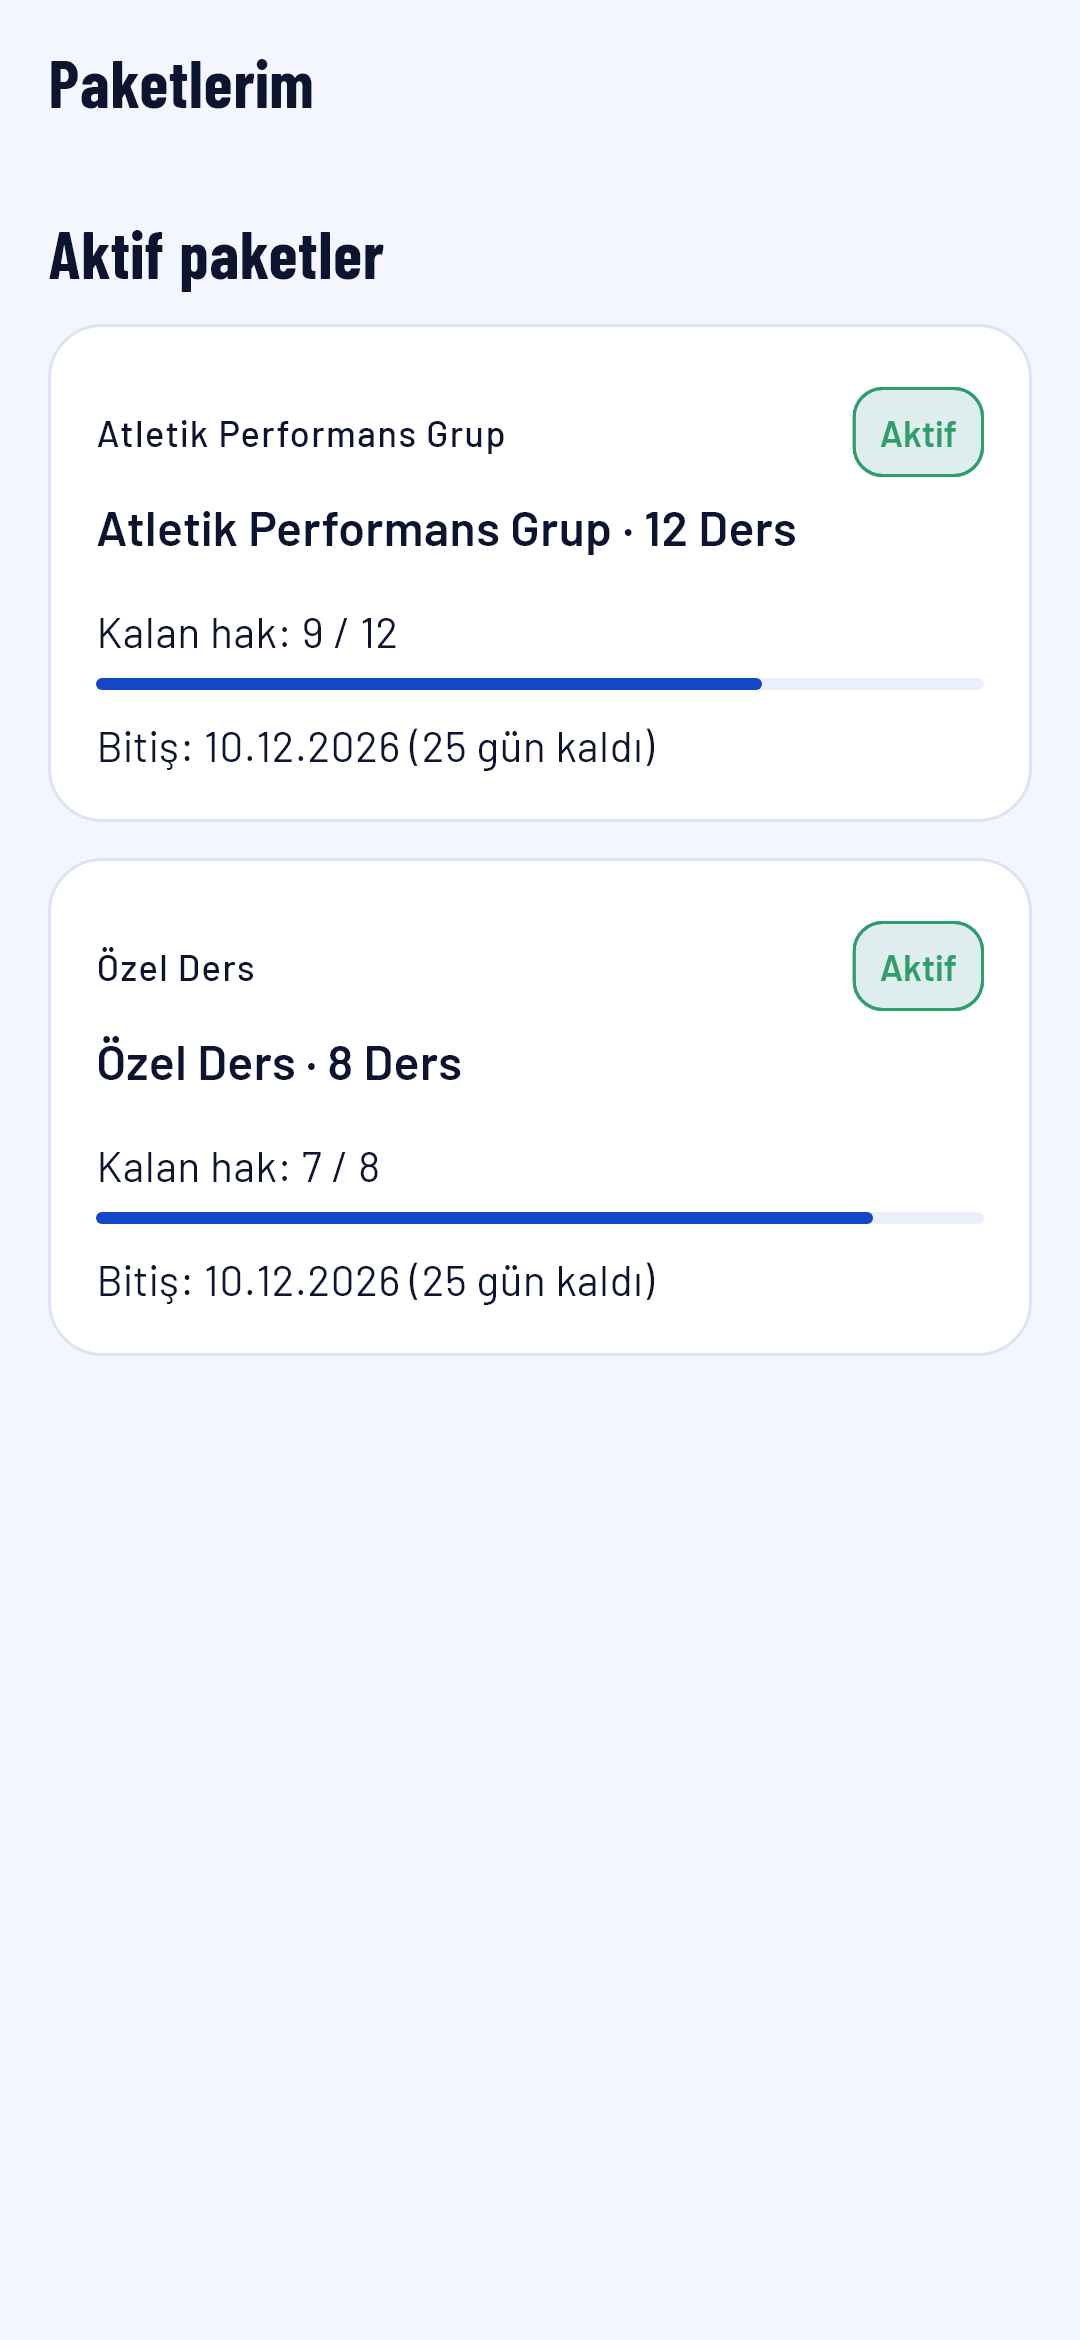 Paketlerim
Aktif paketler
Atletik Performans Grup
Aktif
Atletik Performans Grup · 12 Ders
Kalan hak: 9 / 12
Bitiş: 10.12.2026 (25 gün kaldı)
Özel Ders
Aktif
Özel Ders · 8 Ders
Kalan hak: 7 / 8
Bitiş: 10.12.2026 (25 gün kaldı)